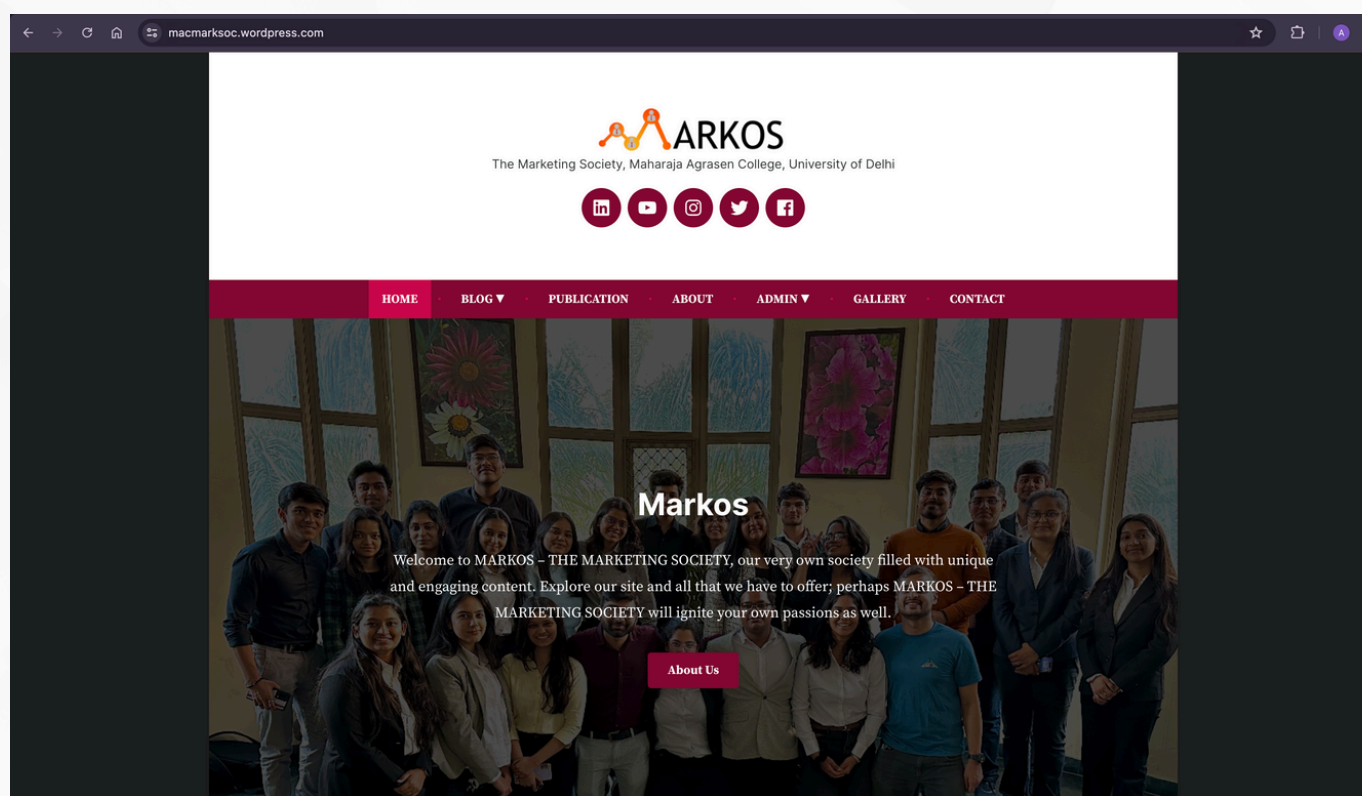 macmarksoc.wordpress.com
A
ARKOS
The Marketing Society, Maharaja Agrasen College, University of Delhi
in
HOME BLOG ▼ PUBLICATION ABOUT ADMIN ▼ GALLERY CONTACT
Markos
Welcome to MARKOS – THE MARKETING SOCIETY, our very own society filled with unique
and engaging content. Explore our site and all that we have to offer; perhaps MARKOS – THE
MARKETING SOCIETY will ignite your own passions as well.
About Us